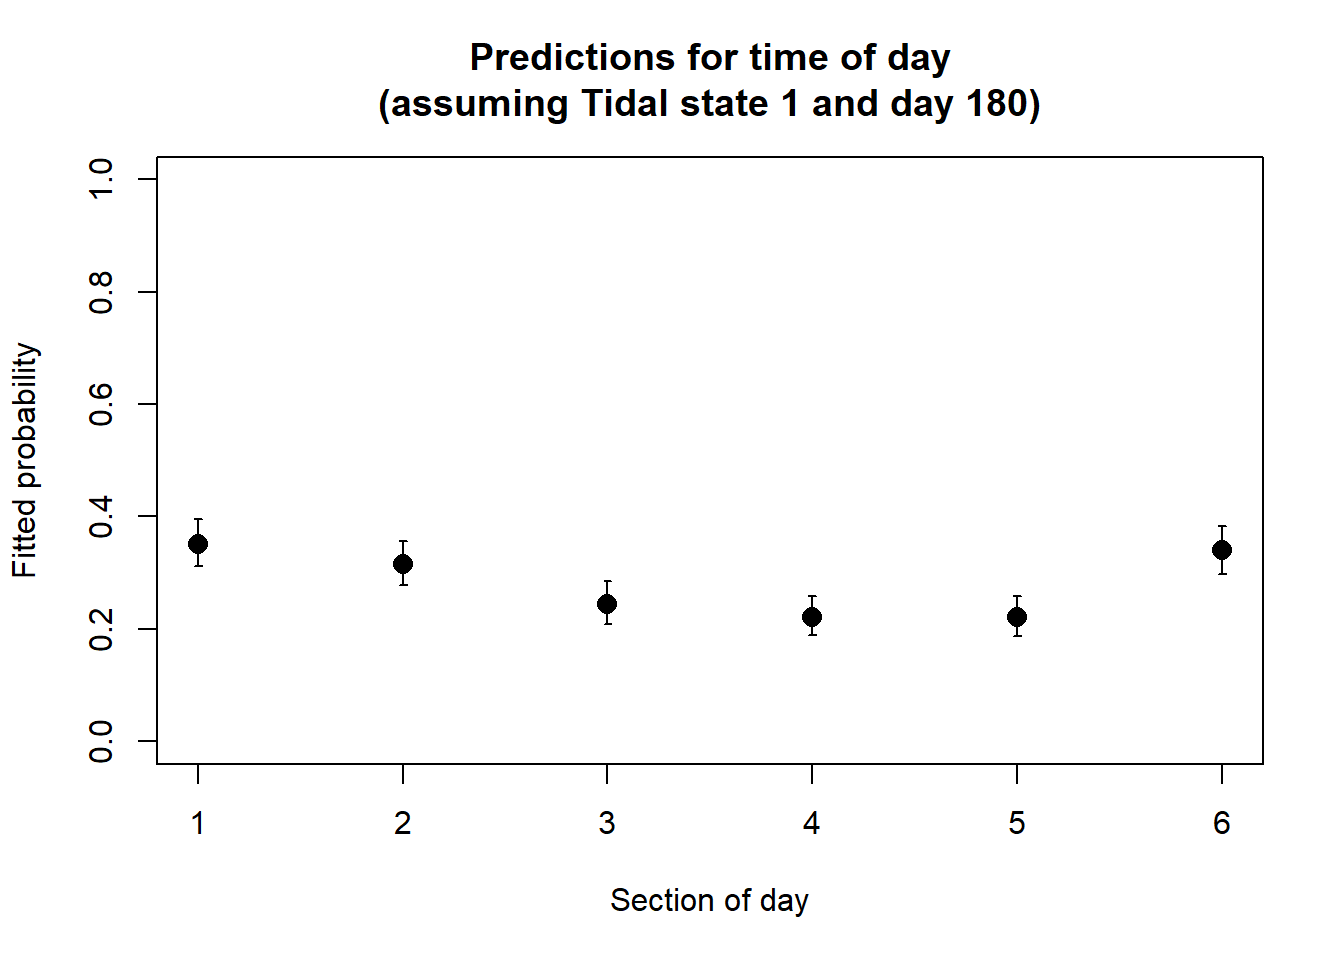 Predictions for time of day
(assuming Tidal state 1 and day 180)
Fitted probability
1.0
0.8
0.6
0.4
0.2
0.0
1 2 3 4 5 6
Section of day